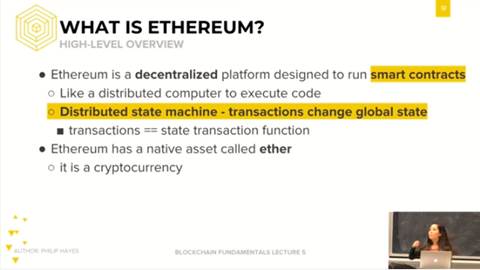 WHAT IS ETHEREUM?
HIGH-LEVEL OVERVIEW
● Ethereum is a decentralized platform designed to run smart contracts
○ Like a distributed computer to execute code
○ Distributed state machine - transactions change global state
■ transactions == state transaction function
● Ethereum has a native asset called ether
○ it is a cryptocurrency
AUTHOR: PHILIP HAYES
BLOCKCHAIN FUNDAMENTALS LECTURE 5